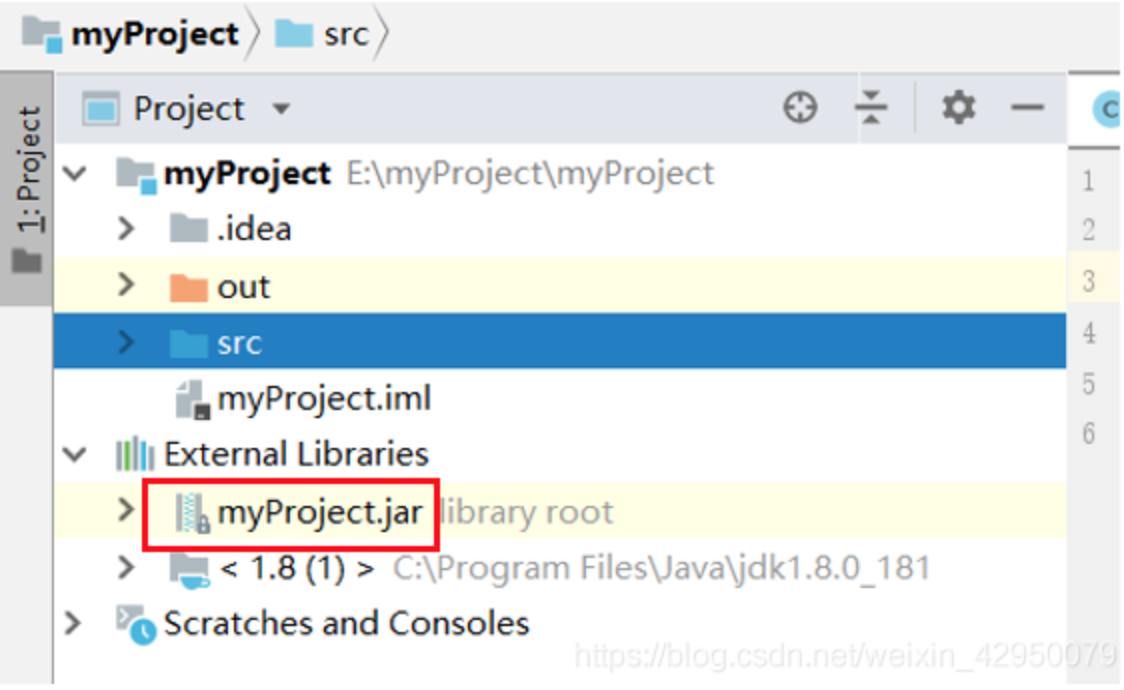 myProject src
1: Project
Project
myProject E:\myProject\myProject
.idea
out
src
myProject.iml
External Libraries
myProject.jar library root
< 1.8 (1) > C:\Program Files\Java\jdk1.8.0_181
Scratches and Consoles
C
1
2
3
4
5
6
https://blog.csdn.net/weixin_42950079